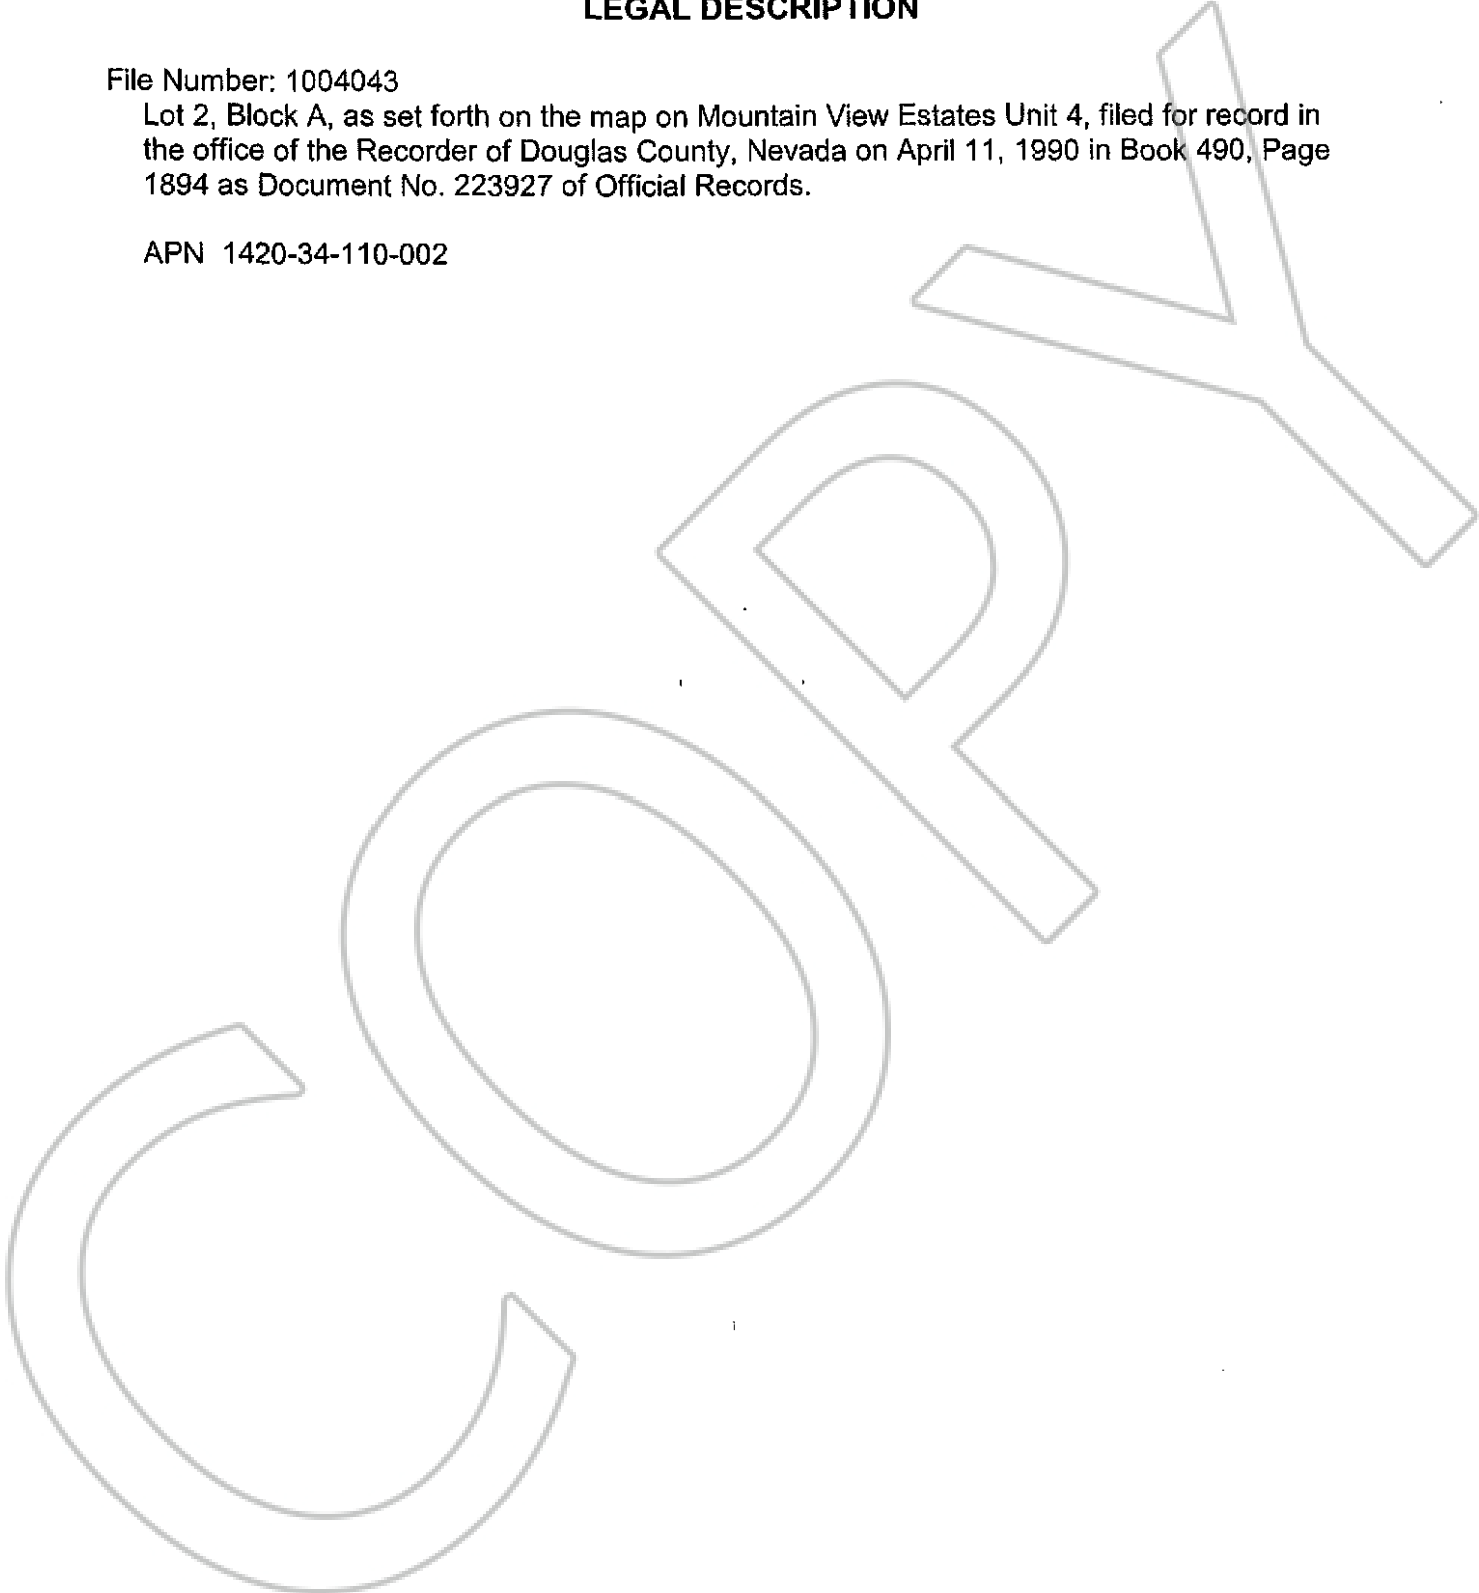 LEGAL DESCRIPTION
File Number: 1004043
Lot 2, Block A, as set forth on the map on Mountain View Estates Unit 4, filed for record in
the office of the Recorder of Douglas County, Nevada on April 11, 1990 in Book 490, Page
1894 as Document No. 223927 of Official Records.
APN 1420-34-110-002
COPY